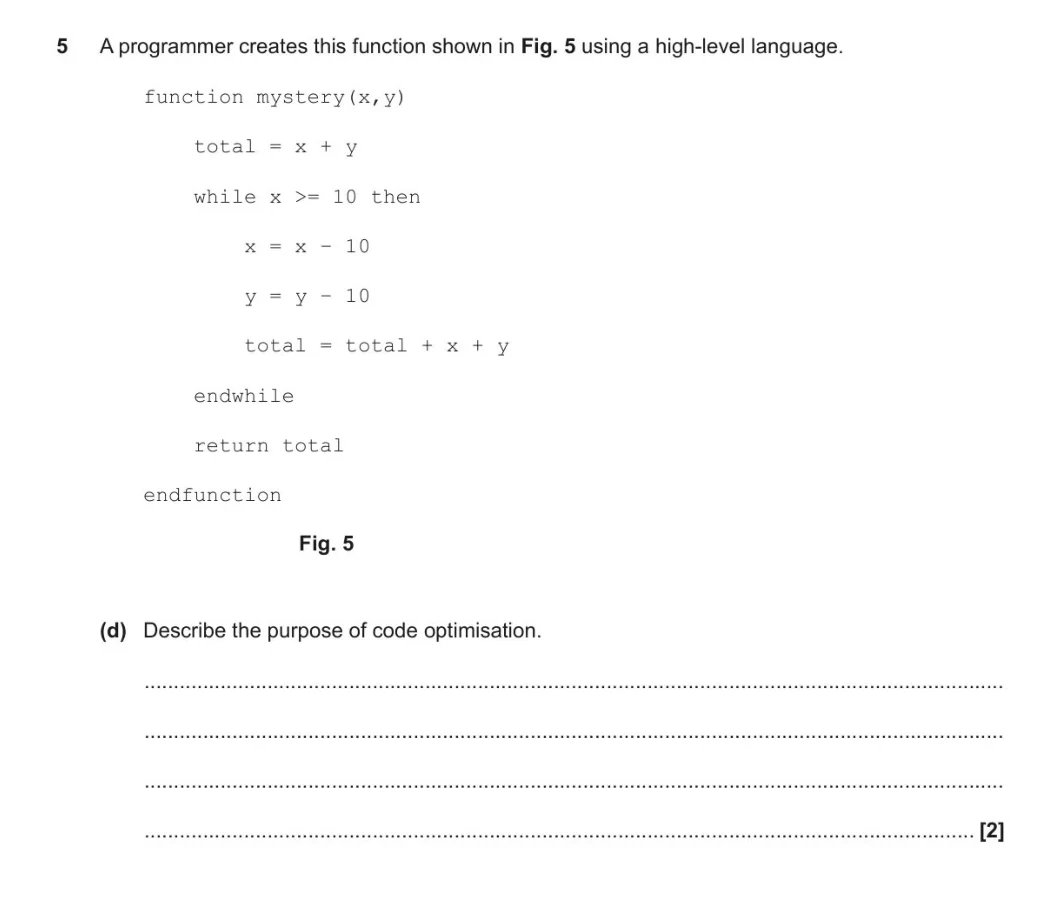 5 A programmer creates this function shown in Fig. 5 using a high-level language.
function mystery(x,y)
total = x + y
while x >= 10 then
x = x - 10
y = y - 10
total = total + x + y
endwhile
return total
endfunction
Fig. 5
(d) Describe the purpose of code optimisation.
[2]